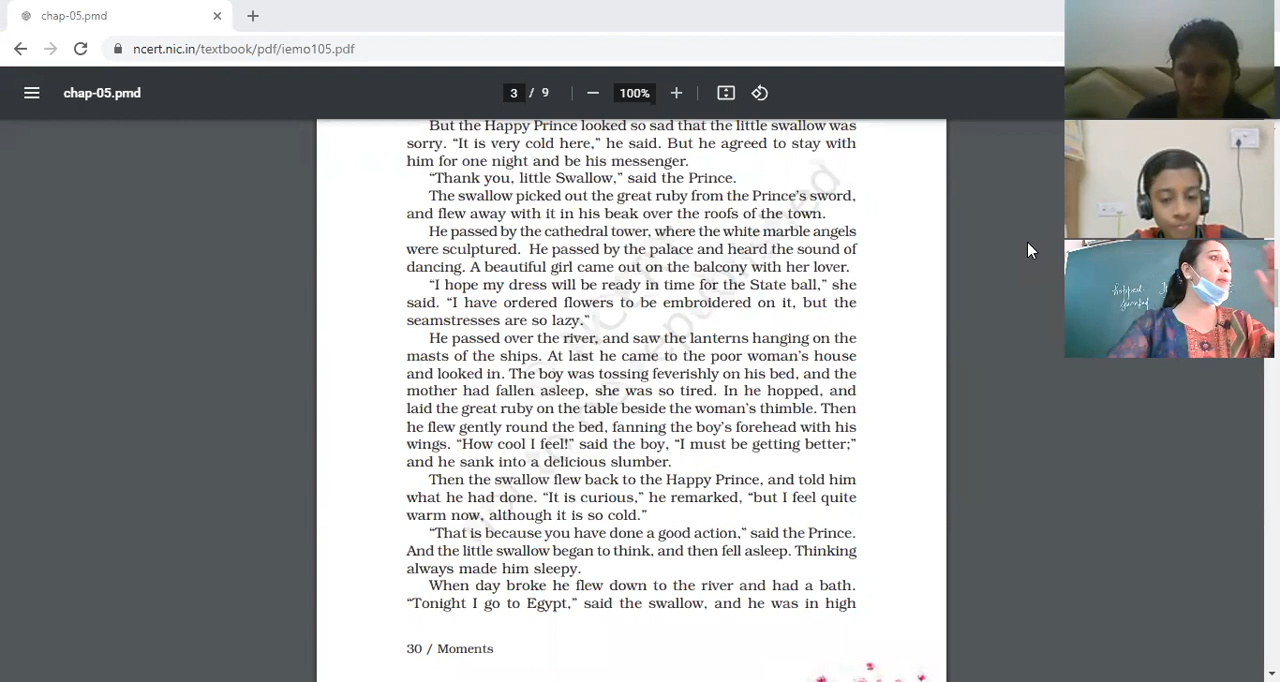 chap-05.pmd
ncert.nic.in/textbook/pdf/iemo105.pdf
chap-05.pmd
3 / 9
100%
But the Happy Prince looked so sad that the little swallow was
sorry. “It is very cold here,” he said. But he agreed to stay with
him for one night and be his messenger.
“Thank you, little Swallow,” said the Prince.
The swallow picked out the great ruby from the Prince’s sword,
and flew away with it in his beak over the roofs of the town.
He passed by the cathedral tower, where the white marble angels
were sculptured. He passed by the palace and heard the sound of
dancing. A beautiful girl came out on the balcony with her lover.
“I hope my dress will be ready in time for the State ball,” she
said. “I have ordered flowers to be embroidered on it, but the
seamstresses are so lazy.”
He passed over the river, and saw the lanterns hanging on the
masts of the ships. At last he came to the poor woman’s house
and looked in. The boy was tossing feverishly on his bed, and the
mother had fallen asleep, she was so tired. In he hopped, and
laid the great ruby on the table beside the woman’s thimble. Then
he flew gently round the bed, fanning the boy’s forehead with his
wings. “How cool I feel!” said the boy, “I must be getting better;”
and he sank into a delicious slumber.
Then the swallow flew back to the Happy Prince, and told him
what he had done. “It is curious,” he remarked, “but I feel quite
warm now, although it is so cold.”
“That is because you have done a good action,” said the Prince.
And the little swallow began to think, and then fell asleep. Thinking
always made him sleepy.
When day broke he flew down to the river and had a bath.
“Tonight I go to Egypt,” said the swallow, and he was in high
30 / Moments